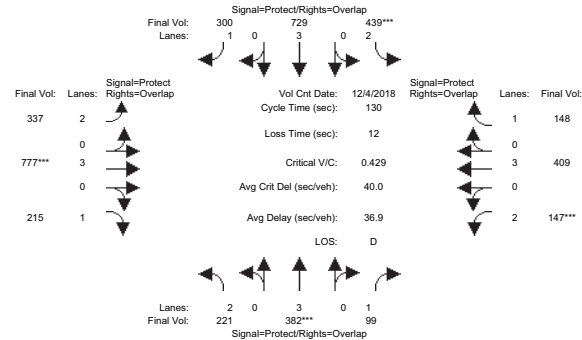 Signal=Protect/Rights=Overlap
Final Vol: 300 729 439***
Lanes: 1 0 3 0 2
Signal=Protect
Final Vol: Lanes: Rights=Overlap
Vol Cnt Date: 12/4/2018
Signal=Protect
Rights=Overlap Lanes: Final Vol:
Cycle Time (sec): 130
337 2
1 148
Loss Time (sec): 12
0
0
777*** 3
Critical V/C: 0.429
3 409
0
Avg Crit Del (sec/veh): 40.0
0
215 1
Avg Delay (sec/veh): 36.9
2 147***
LOS: D
Lanes: 2 0 3 0 1
Final Vol: 221 382*** 99
Signal=Protect/Rights=Overlap